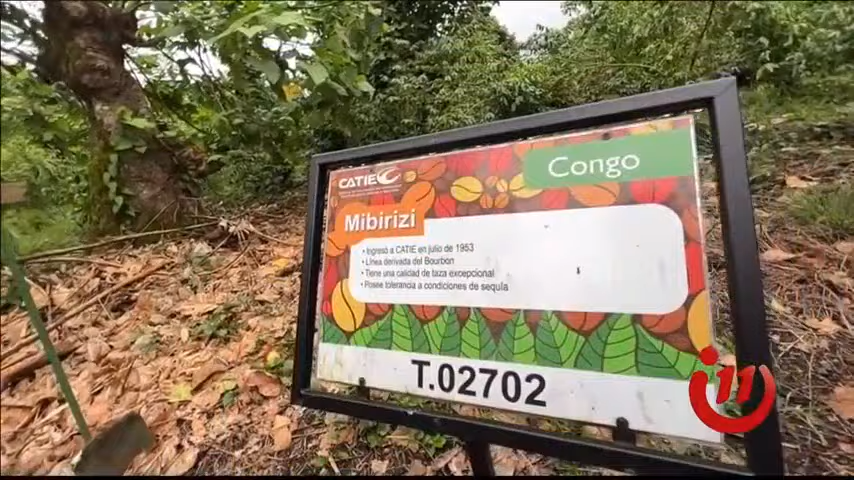 CATIE
Congo
Mibirizi
• Ingresó a CATIE en julio de 1953
• Línea derivada de Bourbon
• Tiene una calidad de taza excepcional
• Posee tolerancia a condiciones de sequía
T.02702
11